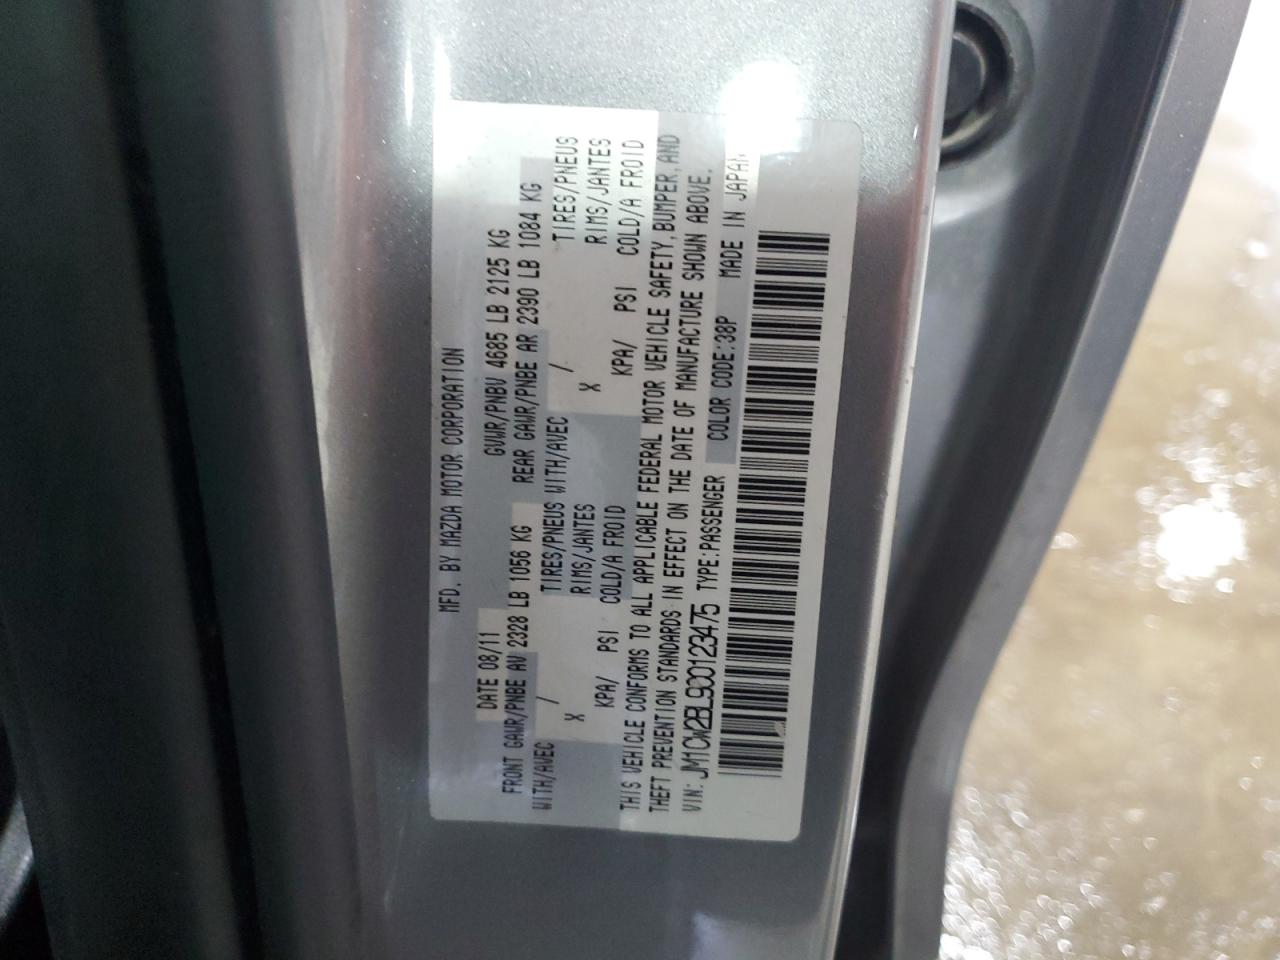 MFD. BY MAZDA MOTOR CORPORATION
DATE 08/11 GVWR/PNBV 4685 LB 2125 KG
FRONT GAWR/PNBE AV 2328 LB 1056 KG REAR GAWR/PNBE AR 2390 LB 1084 KG
WITH/AVEC / TIRES/PNEUS WITH/AVEC / TIRES/PNEUS
X RIMS/JANTES X RIMS/JANTES
KPA/ PSI COLD/A FROID KPA/ PSI COLD/A FROID
THIS VEHICLE CONFORMS TO ALL APPLICABLE FEDERAL MOTOR VEHICLE SAFETY, BUMPER, AND
THEFT PREVENTION STANDARDS IN EFFECT ON THE DATE OF MANUFACTURE SHOWN ABOVE.
VIN: JM1CW2BL9C0123475 TYPE:PASSENGER COLOR CODE:38P MADE IN JAPAN